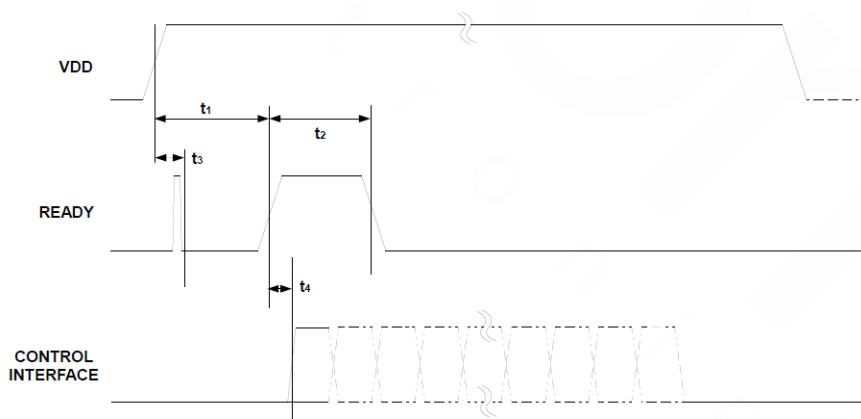 VDD
t1
t2
t3
READY
t4
CONTROL
INTERFACE